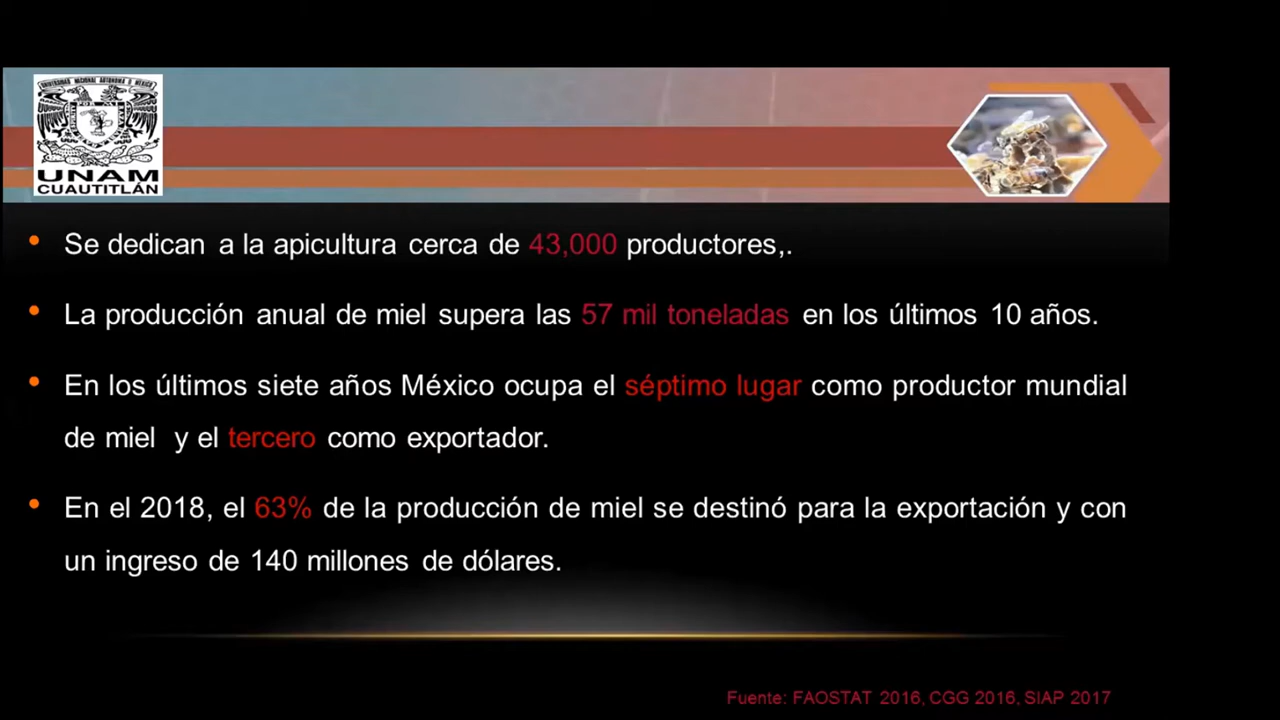 UNAM
CUAUTITLÁN
• Se dedican a la apicultura cerca de 43,000 productores,.
• La producción anual de miel supera las 57 mil toneladas en los últimos 10 años.
• En los últimos siete años México ocupa el séptimo lugar como productor mundial
de miel y el tercero como exportador.
• En el 2018, el 63% de la producción de miel se destinó para la exportación y con
un ingreso de 140 millones de dólares.
Fuente: FAOSTAT 2016, CGG 2016, SIAP 2017